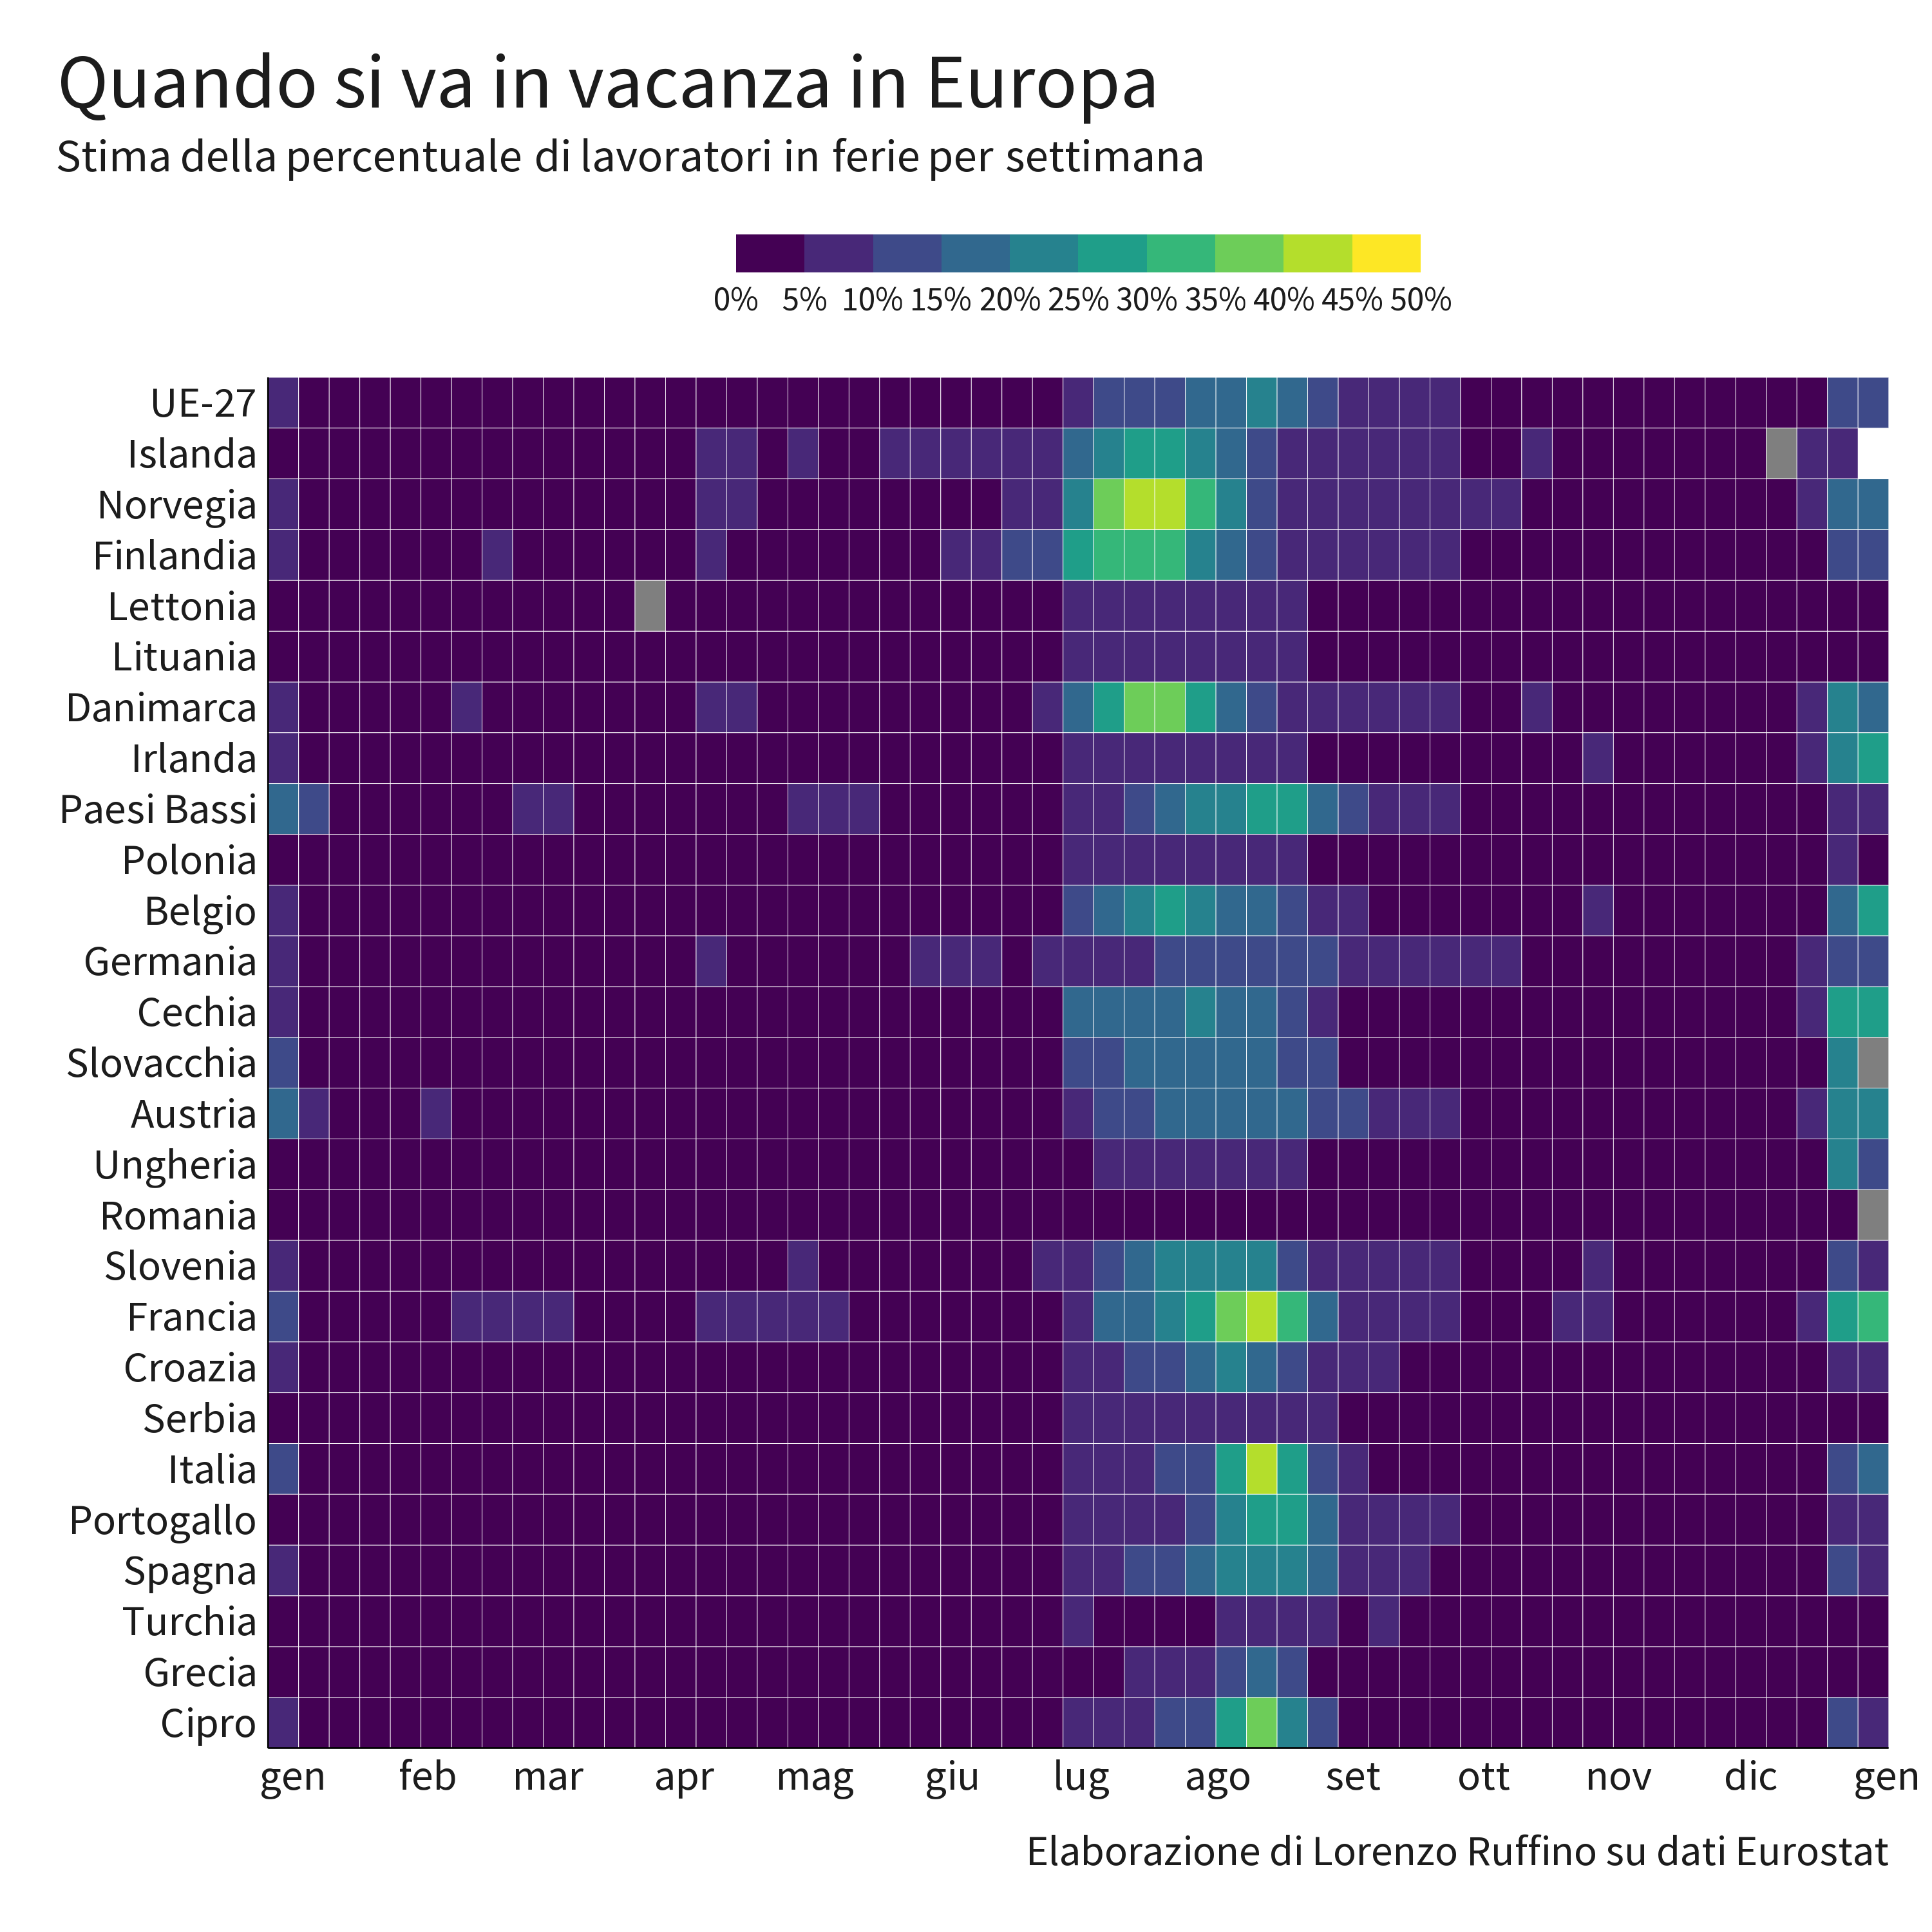 Quando si va in vacanza in Europa
Stima della percentuale di lavoratori in ferie per settimana
0% 5% 10% 15% 20% 25% 30% 35% 40% 45% 50%
UE-27
Islanda
Norvegia
Finlandia
Lettonia
Lituania
Danimarca
Irlanda
Paesi Bassi
Polonia
Belgio
Germania
Cechia
Slovacchia
Austria
Ungheria
Romania
Slovenia
Francia
Croazia
Serbia
Italia
Portogallo
Spagna
Turchia
Grecia
Cipro
gen feb mar apr mag giu lug ago set ott nov dic gen
Elaborazione di Lorenzo Ruffino su dati Eurostat